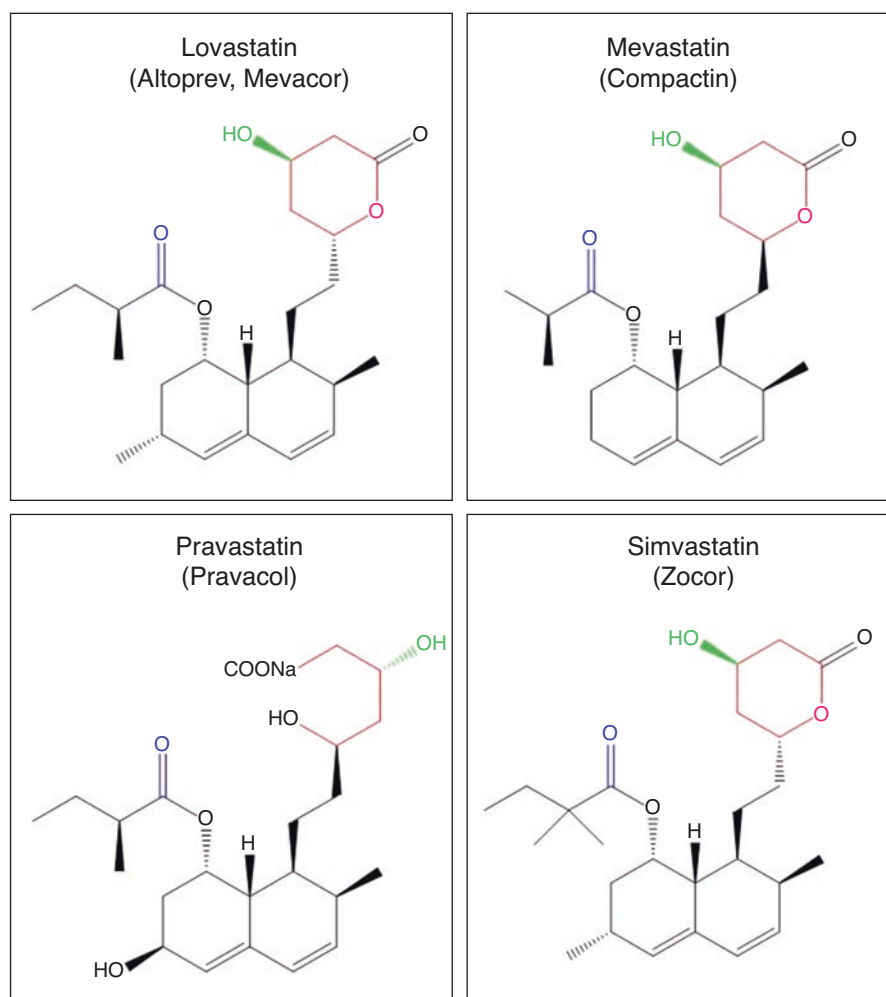 Lovastatin
(Altoprev, Mevacor)
HO
O
O
O
O
H
Mevastatin
(Compactin)
HO
O
O
O
O
H
Pravastatin
(Pravacol)
OH
COONa
HO
O
O
H
HO
Simvastatin
(Zocor)
HO
O
O
O
O
H